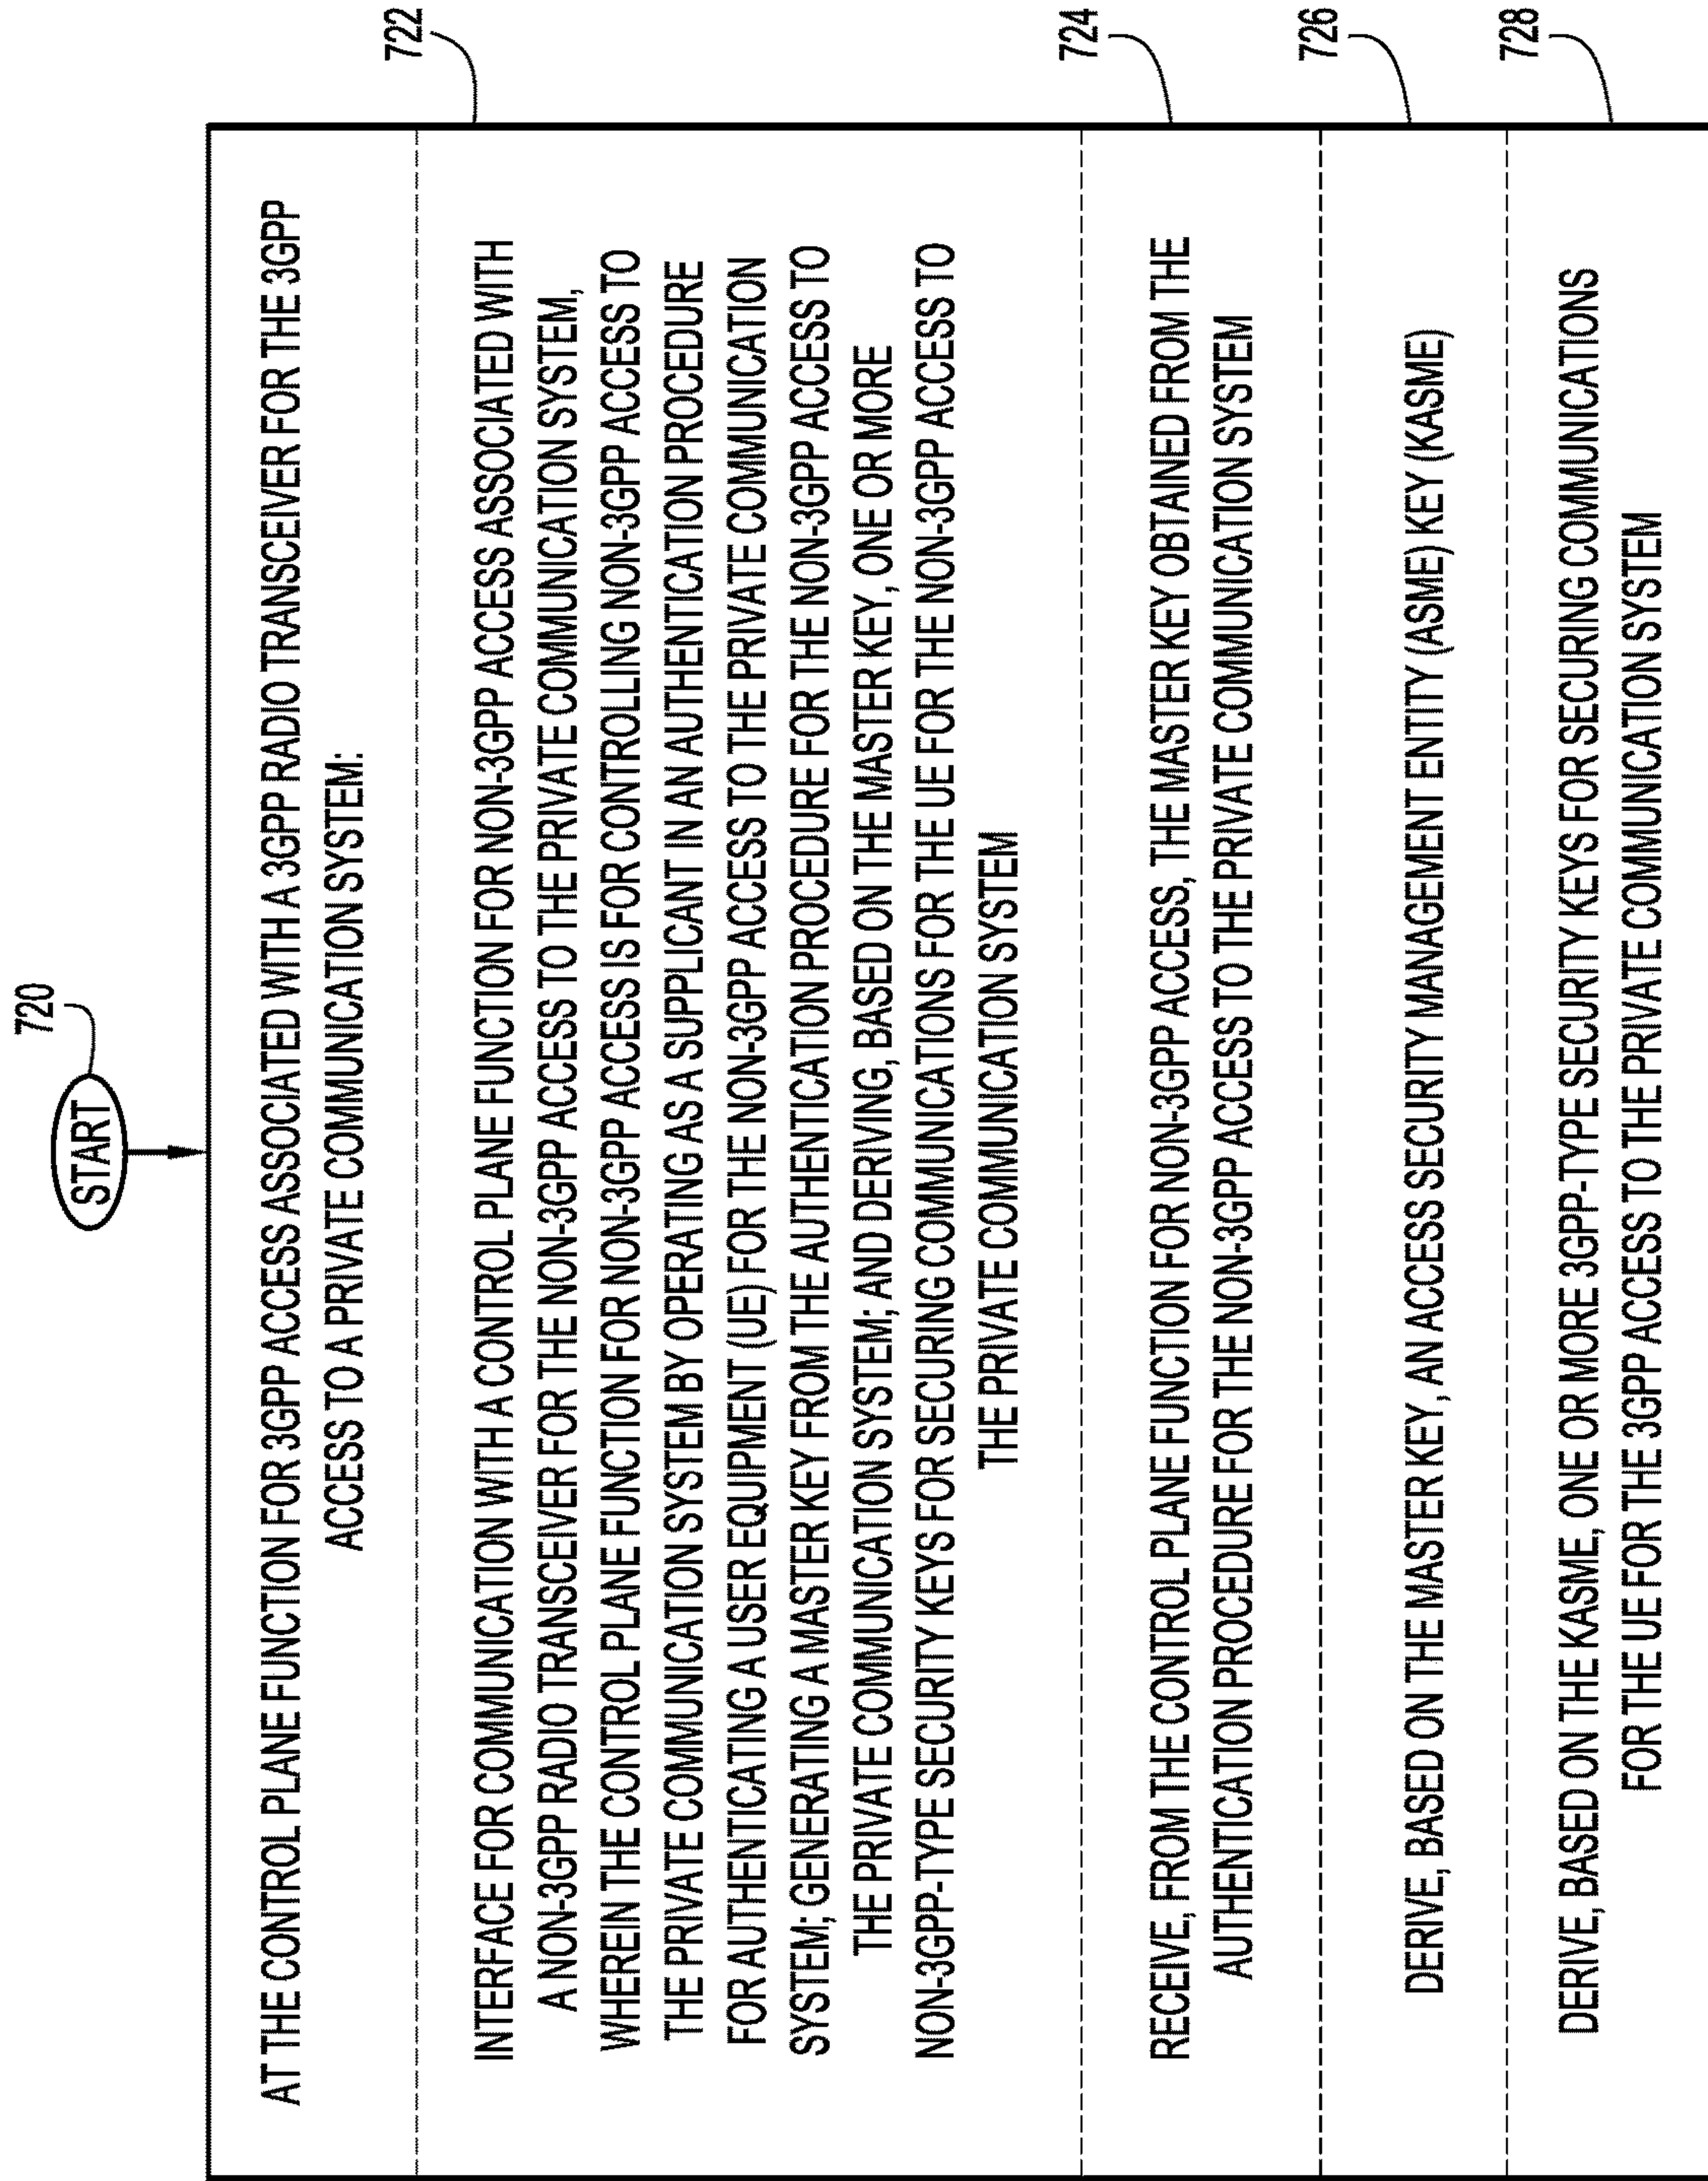 720
START
AT THE CONTROL PLANE FUNCTION FOR 3GPP ACCESS ASSOCIATED WITH A 3GPP RADIO TRANSCEIVER FOR THE 3GPP
ACCESS TO A PRIVATE COMMUNICATION SYSTEM:
722
INTERFACE FOR COMMUNICATION WITH A CONTROL PLANE FUNCTION FOR NON-3GPP ACCESS ASSOCIATED WITH
A NON-3GPP RADIO TRANSCEIVER FOR THE NON-3GPP ACCESS TO THE PRIVATE COMMUNICATION SYSTEM,
WHEREIN THE CONTROL PLANE FUNCTION FOR NON-3GPP ACCESS IS FOR CONTROLLING NON-3GPP ACCESS TO
THE PRIVATE COMMUNICATION SYSTEM BY OPERATING AS A SUPPLICANT IN AN AUTHENTICATION PROCEDURE
FOR AUTHENTICATING A USER EQUIPMENT (UE) FOR THE NON-3GPP ACCESS TO THE PRIVATE COMMUNICATION
SYSTEM; GENERATING A MASTER KEY FROM THE AUTHENTICATION PROCEDURE FOR THE NON-3GPP ACCESS TO
THE PRIVATE COMMUNICATION SYSTEM; AND DERIVING, BASED ON THE MASTER KEY, ONE OR MORE
NON-3GPP-TYPE SECURITY KEYS FOR SECURING COMMUNICATIONS FOR THE UE FOR THE NON-3GPP ACCESS TO
THE PRIVATE COMMUNICATION SYSTEM
724
RECEIVE, FROM THE CONTROL PLANE FUNCTION FOR NON-3GPP ACCESS, THE MASTER KEY OBTAINED FROM THE
AUTHENTICATION PROCEDURE FOR THE NON-3GPP ACCESS TO THE PRIVATE COMMUNICATION SYSTEM
726
DERIVE, BASED ON THE MASTER KEY, AN ACCESS SECURITY MANAGEMENT ENTITY (ASME) KEY (KASME)
728
DERIVE, BASED ON THE KASME, ONE OR MORE 3GPP-TYPE SECURITY KEYS FOR SECURING COMMUNICATIONS
FOR THE UE FOR THE 3GPP ACCESS TO THE PRIVATE COMMUNICATION SYSTEM